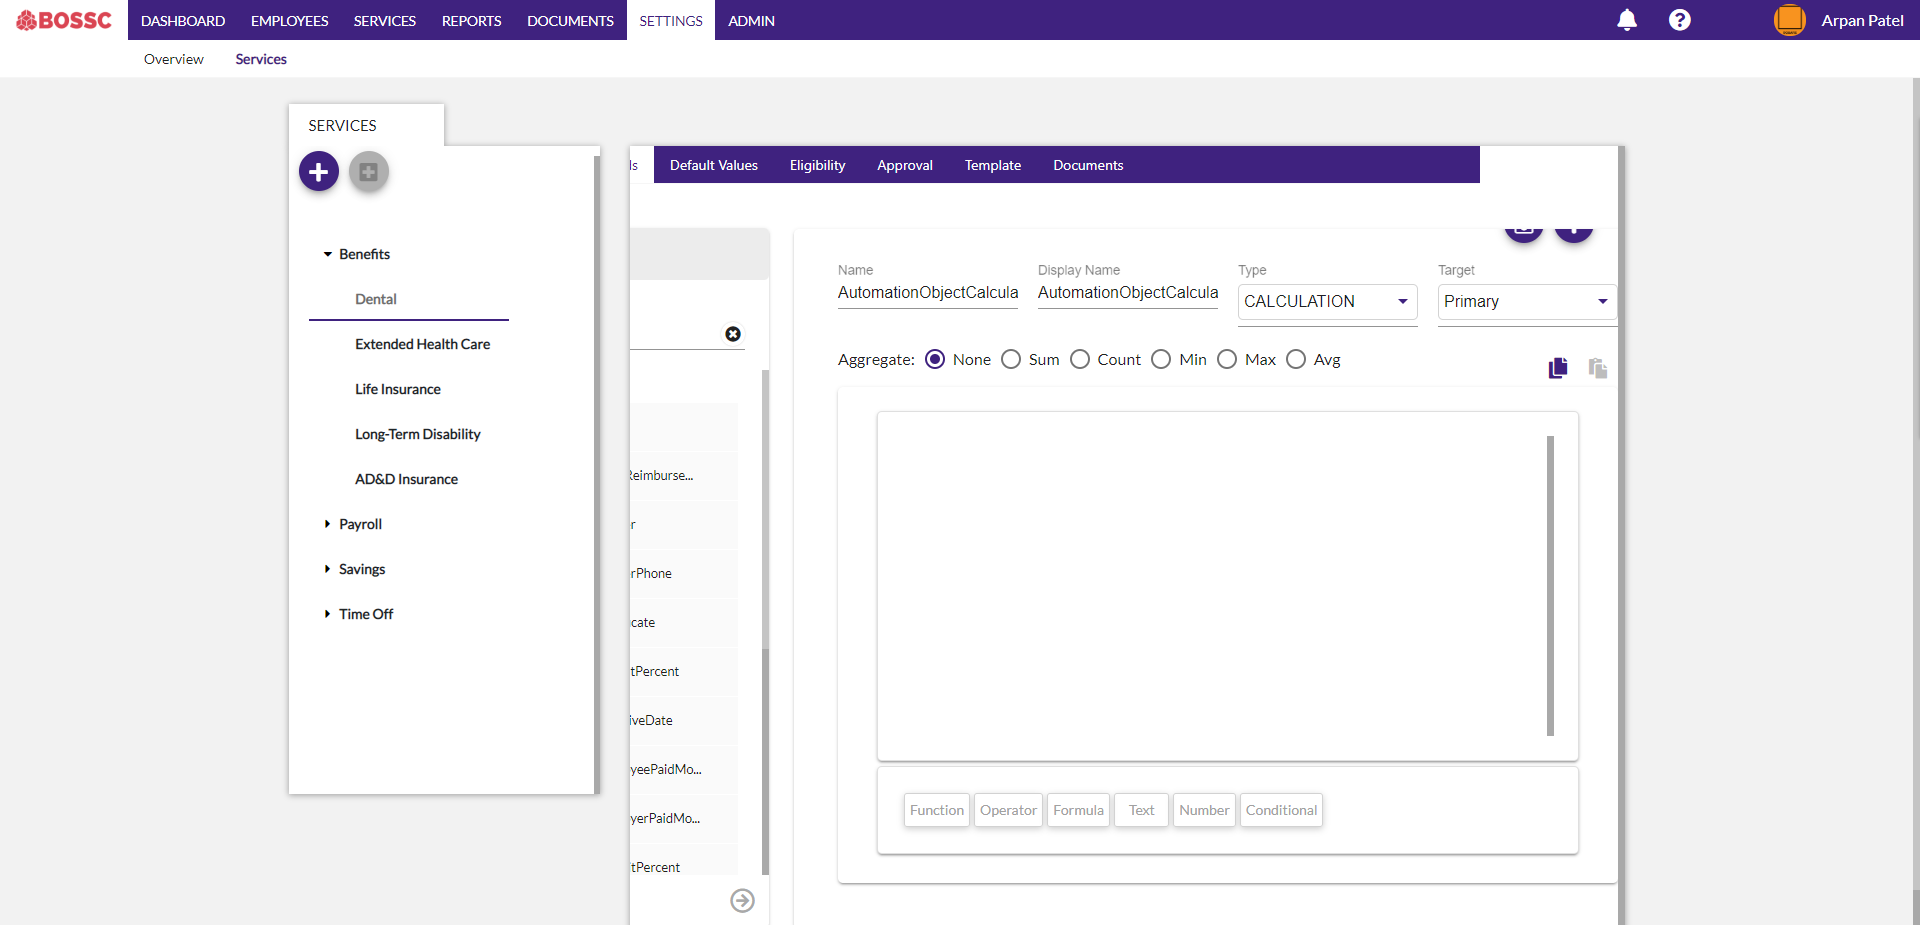 BOSSC DASHBOARD EMPLOYEES SERVICES REPORTS DOCUMENTS SETTINGS ADMIN Arpan Patel
Overview Services
SERVICES
Benefits
Dental
Extended Health Care
Life Insurance
Long-Term Disability
AD&D Insurance
Payroll
Savings
Time Off
ls Default Values Eligibility Approval Template Documents
Reimburse...
r
rPhone
cate
tPercent
iveDate
yeePaidMo...
yerPaidMo...
tPercent
Name Display Name Type Target
AutomationObjectCalcula AutomationObjectCalcula CALCULATION Primary
Aggregate: None Sum Count Min Max Avg
Function Operator Formula Text Number Conditional